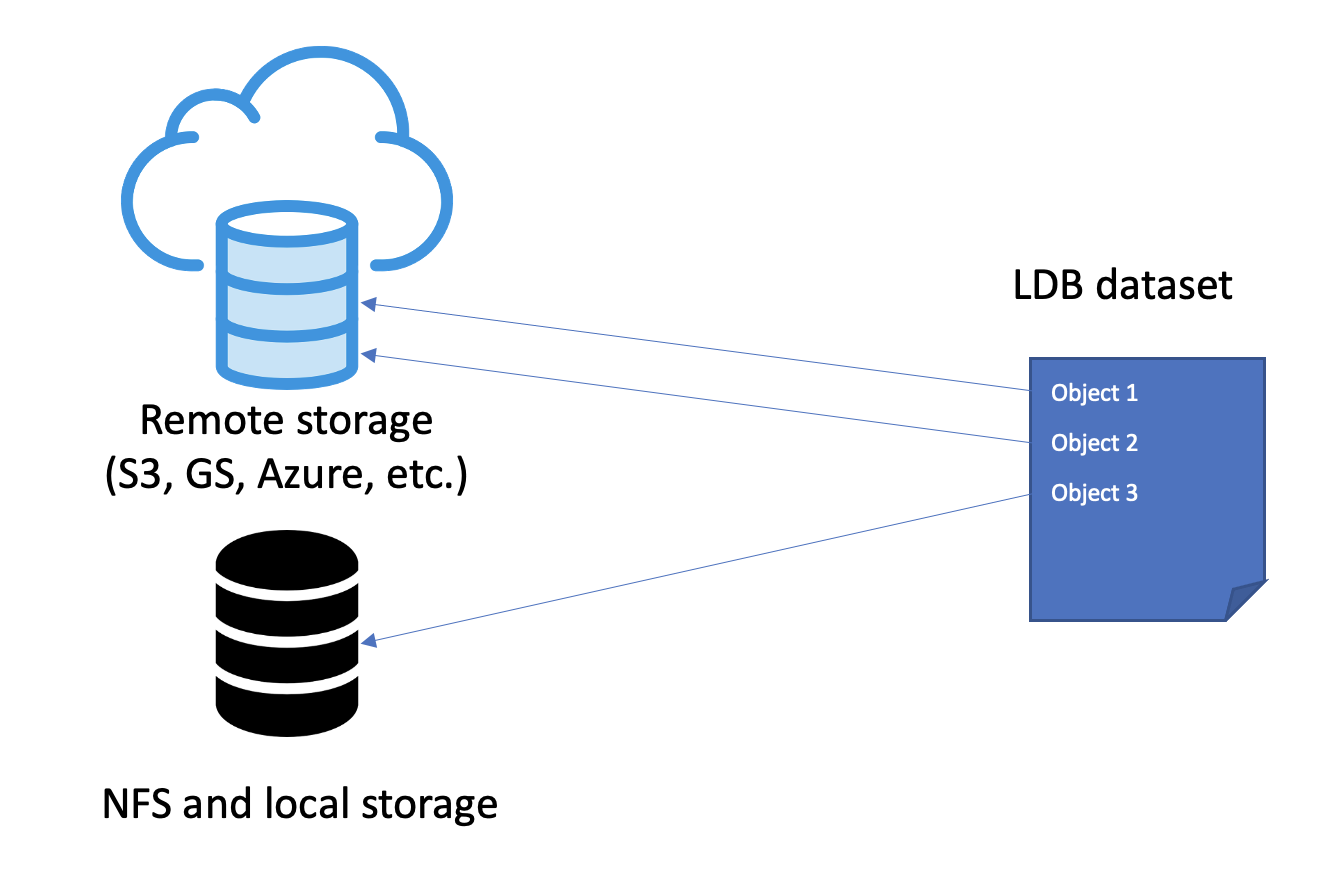 Remote storage
(S3, GS, Azure, etc.)
NFS and local storage
LDB dataset
Object 1
Object 2
Object 3